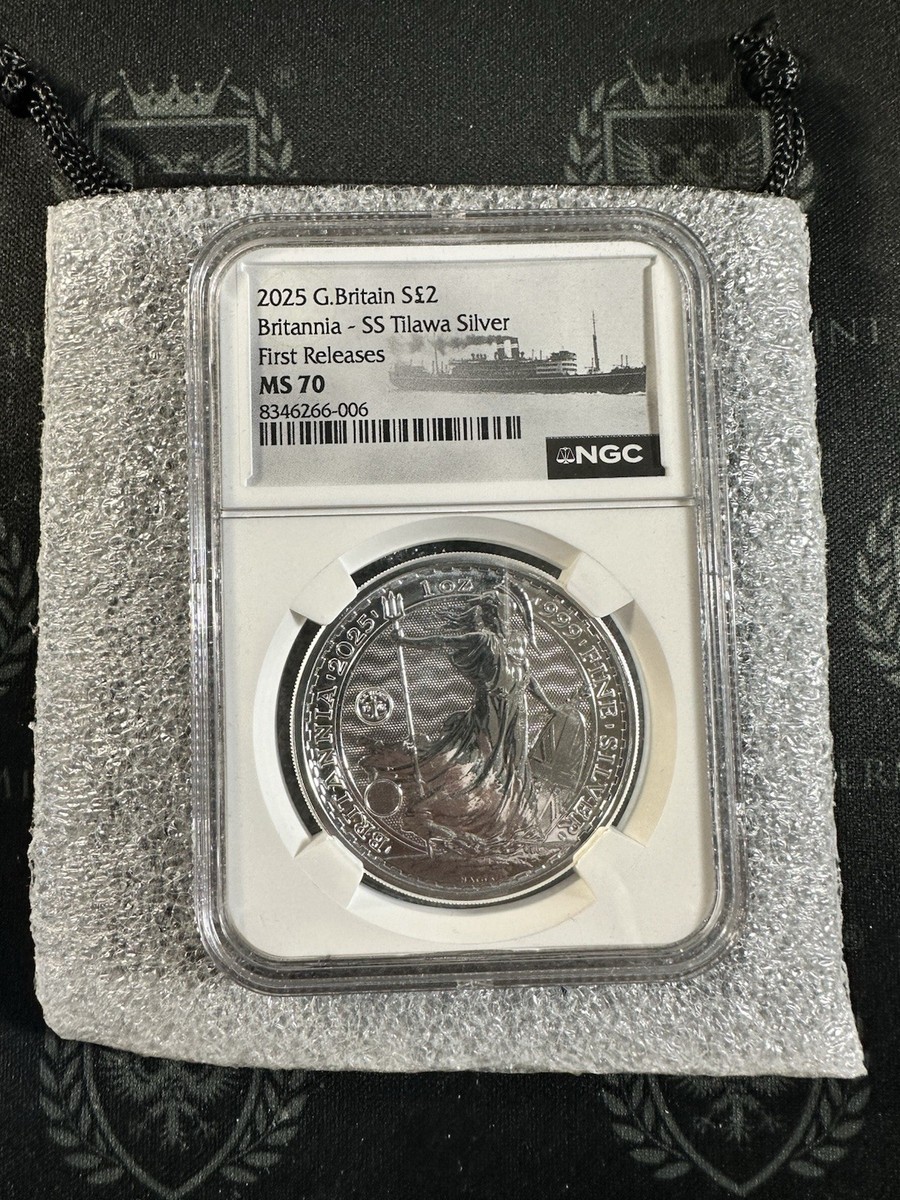 2025 G.Britain S£2
Britannia - SS Tilawa Silver
First Releases
MS 70
8346266-006
NGC
BRITANNIA 2025 1oz 999 FINE SILVER